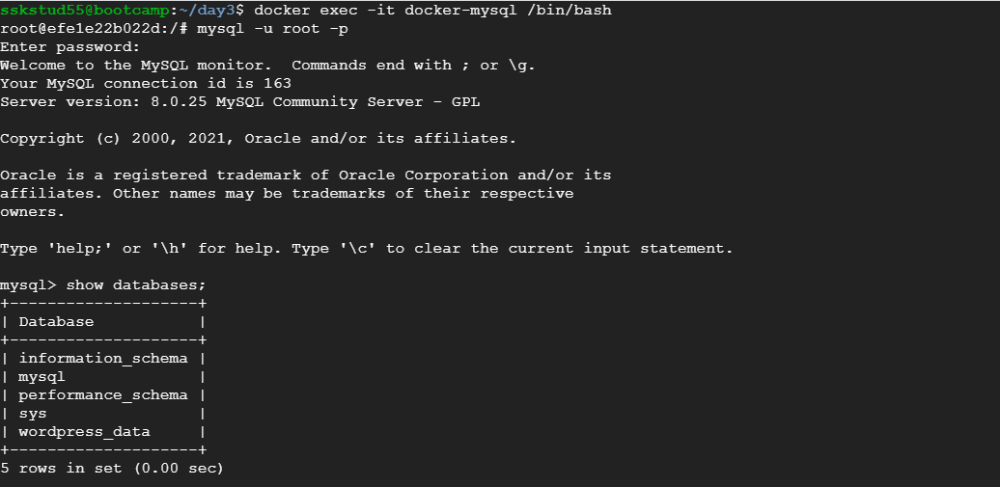 sskstud55@bootcamp:~/day3$ docker exec -it docker-mysql /bin/bash
root@efe1e22b022d:/# mysql -u root -p
Enter password:
Welcome to the MySQL monitor.  Commands end with ; or \g.
Your MySQL connection id is 163
Server version: 8.0.25 MySQL Community Server - GPL

Copyright (c) 2000, 2021, Oracle and/or its affiliates.

Oracle is a registered trademark of Oracle Corporation and/or its
affiliates. Other names may be trademarks of their respective
owners.

Type 'help;' or '\h' for help. Type '\c' to clear the current input statement.

mysql> show databases;
+--------------------+
| Database           |
+--------------------+
| information_schema |
| mysql              |
| performance_schema |
| sys                |
| wordpress_data     |
+--------------------+
5 rows in set (0.00 sec)